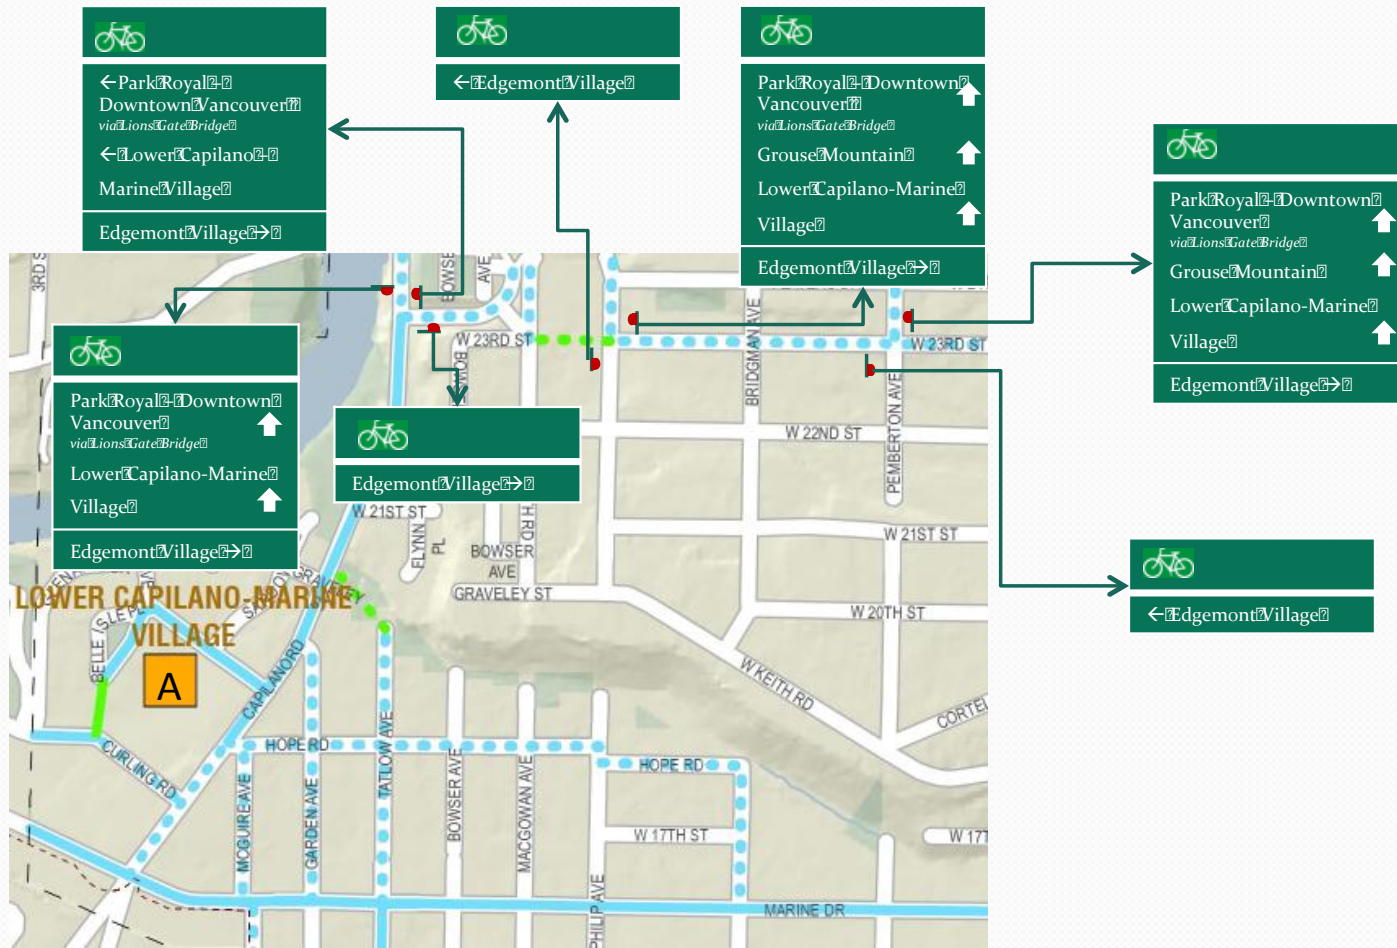 ←Park Royal –
Downtown Vancouver
via Lions Gate Bridge
← Lower Capilano –
Marine Village
Edgemont Village →
← Edgemont Village
Park Royal – Downtown
Vancouver
via Lions Gate Bridge
Grouse Mountain
Lower Capilano-Marine
Village
Edgemont Village →
Park Royal – Downtown
Vancouver
via Lions Gate Bridge
Grouse Mountain
Lower Capilano-Marine
Village
Edgemont Village →
Park Royal – Downtown
Vancouver
via Lions Gate Bridge
Lower Capilano-Marine
Village
Edgemont Village →
Edgemont Village →
← Edgemont Village
3RD S
BOWSE
AVE
W 23RD ST
BRIDGMAN AVE
W 23RD ST
W 22ND ST
PEMBERTON AVE
W 21ST ST
FLYNN
PL
H RD
BOWSER
AVE
W 21ST ST
GRAVELEY ST
W 20TH ST
LOWER CAPILANO-MARINE
VILLAGE
BELLE ISLE PL
A
CAPILANO RD
W KEITH RD
CORTEL
CURLING RD
HOPE RD
HOPE RD
MCGUIRE AVE
GARDEN AVE
TATLOW AVE
BOWSER AVE
MACGOWAN AVE
PHILIP AVE
W 17TH ST
W 17T
MARINE DR